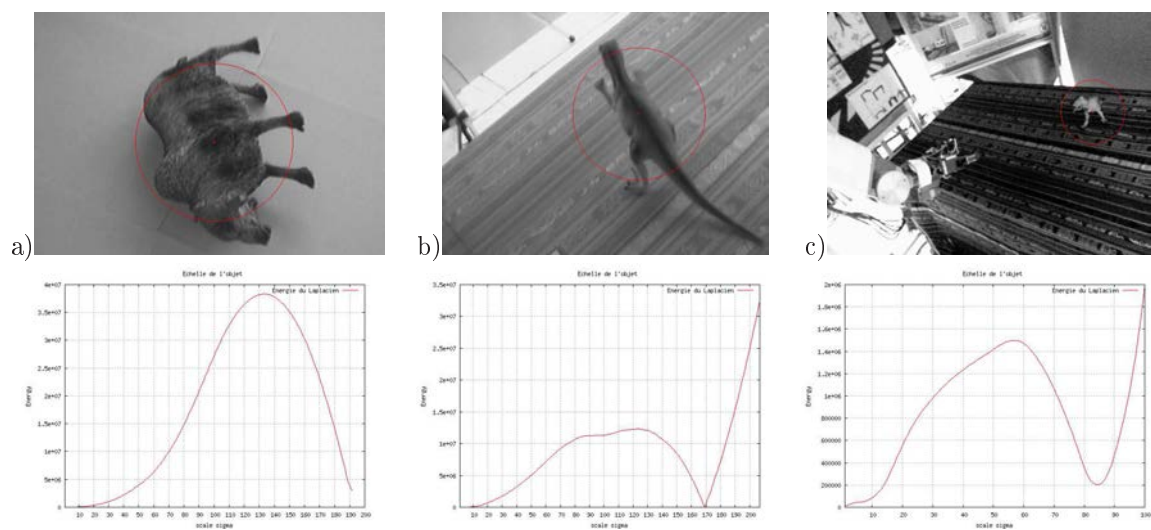 a) b) c)
Echelle de l'objet
Energie du Laplacien
4e+07
3.5e+07
3e+07
2.5e+07
2e+07
1.5e+07
1e+07
5e+06
0
Energy
10 20 30 40 50 60 70 80 90 100 110 120 130 140 150 160 170 180 190 200
scale sigma
Echelle de l'objet
Energie du Laplacien
3.5e+07
3e+07
2.5e+07
2e+07
1.5e+07
1e+07
5e+06
0
Energy
10 20 30 40 50 60 70 80 90 100 110 120 130 140 150 160 170 180 190 200
scale sigma
Echelle de l'objet
Energie du Laplacien
2e+06
1.8e+06
1.6e+06
1.4e+06
1.2e+06
1e+06
800000
600000
400000
200000
0
Energy
0 10 20 30 40 50 60 70 80 90 100
scale sigma